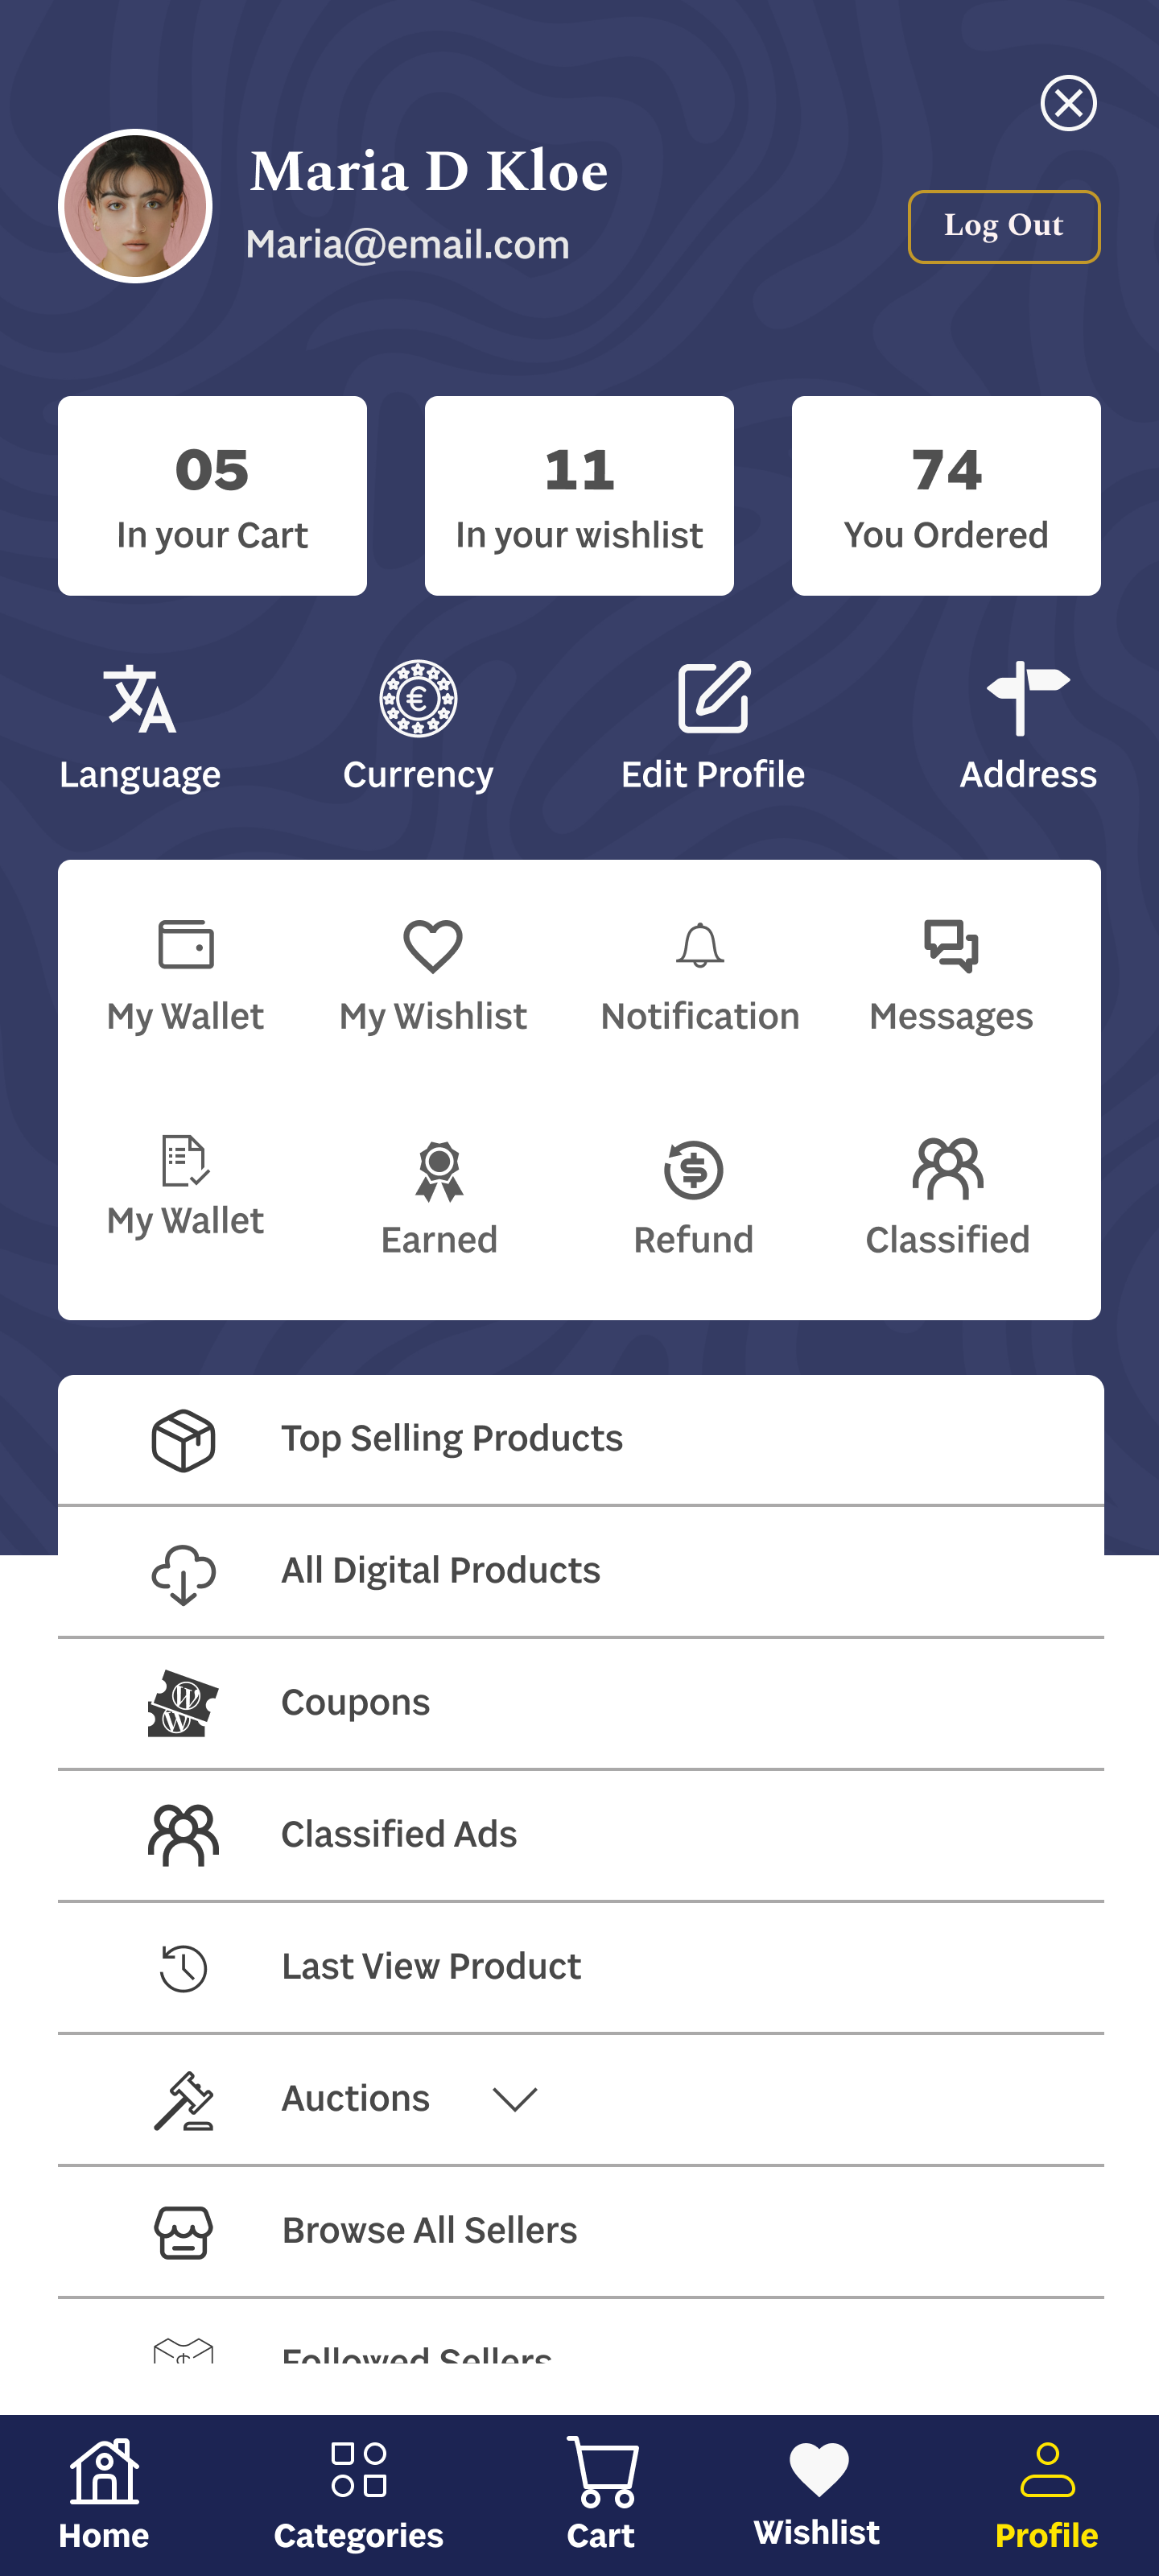 Maria D Kloe
Maria@email.com
Log Out
05
In your Cart
11
In your wishlist
74
You Ordered
Language
Currency
Edit Profile
Address
My Wallet
My Wishlist
Notification
Messages
My Wallet
Earned
Refund
Classified
Top Selling Products
All Digital Products
Coupons
Classified Ads
Last View Product
Auctions
Browse All Sellers
Followed Sellers
Home
Categories
Cart
Wishlist
Profile